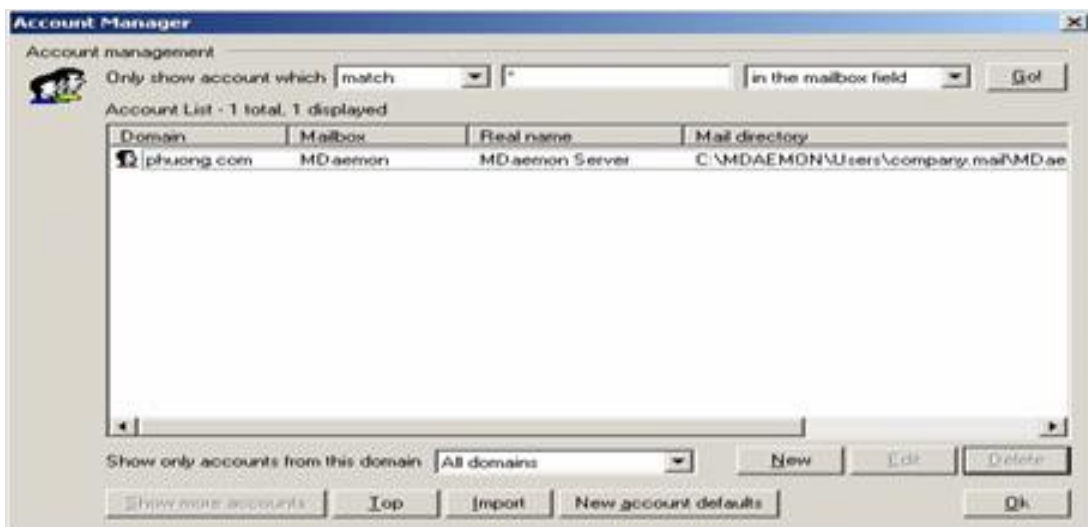 Account Manager
Account management
Only show account which match * in the mailbox field Go!
Account List - 1 total, 1 displayed
Domain Mailbox Real name Mail directory
phuong.com MDaemon MDaemon Server C:\MDAEMON\Users\company.mail\MDae
Show only accounts from this domain All domains New Edit Delete
Show more accounts Top Import New account defaults Ok